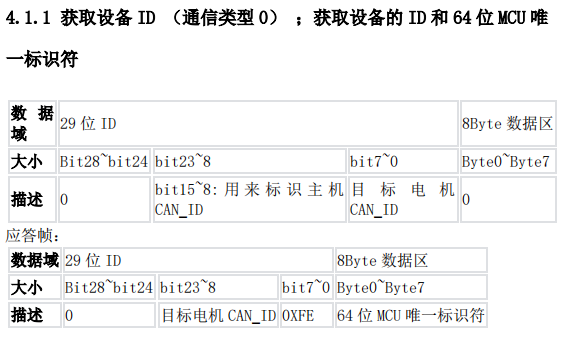 4.1.1 获取设备 ID （通信类型 0） ；获取设备的 ID 和 64 位 MCU 唯
一标识符
数据域 29 位 ID 8Byte 数据区
大小 Bit28~bit24 bit23~8 bit7~0 Byte0~Byte7
描述 0 bit15~8:用来标识主机 CAN_ID 目标电机 CAN_ID 0
应答帧：
数据域 29 位 ID 8Byte 数据区
大小 Bit28~bit24 bit23~8 bit7~0 Byte0~Byte7
描述 0 目标电机 CAN_ID 0XFE 64 位 MCU 唯一标识符